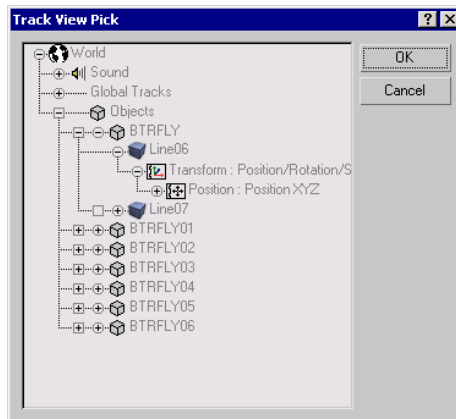 Track View Pick
World
Sound
Global Tracks
Objects
BTRFLY
Line06
Transform : Position/Rotation/S
Position : Position XYZ
Line07
BTRFLY01
BTRFLY02
BTRFLY03
BTRFLY04
BTRFLY05
BTRFLY06
OK
Cancel